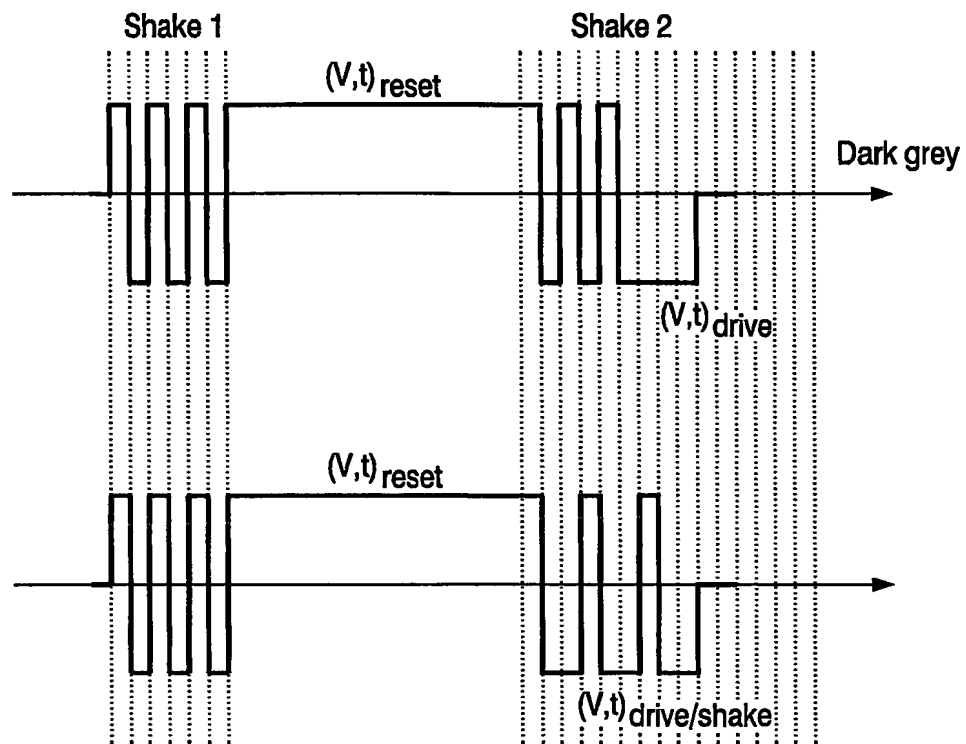 Shake 1
Shake 2
(V,t)reset
Dark grey
(V,t)drive
(V,t)reset
(V,t)drive/shake